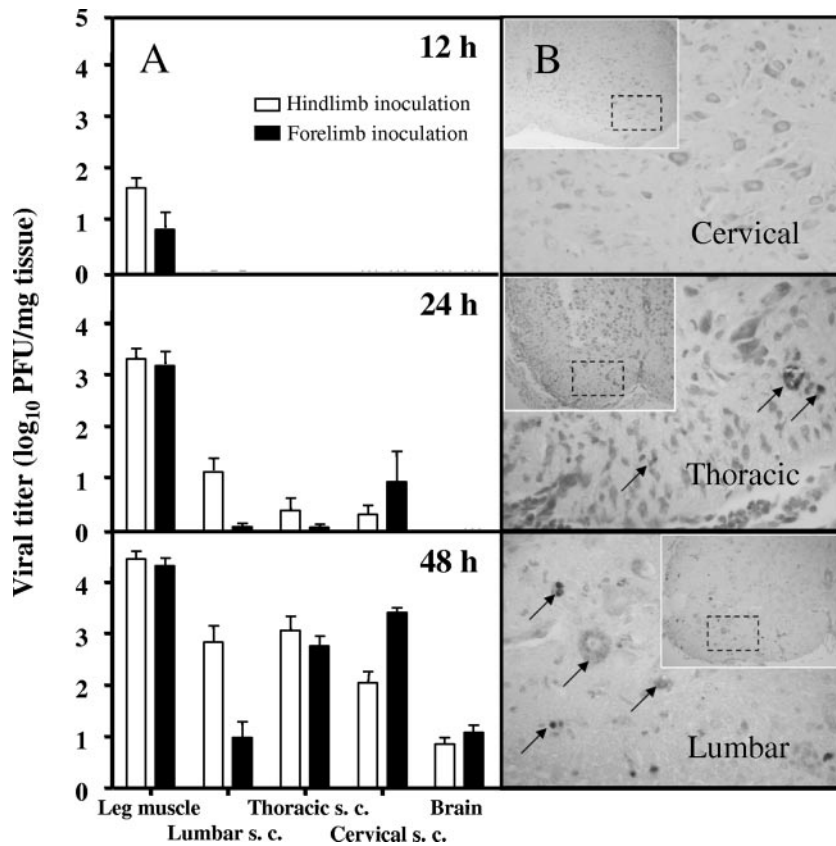 A
12 h
Hindlimb inoculation
Forelimb inoculation
5
4
3
2
1
0
24 h
4
3
2
1
0
48 h
4
3
2
1
0
Viral titer (log10 PFU/mg tissue)
Leg muscle
Thoracic s. c.
Brain
Lumbar s. c.
Cervical s. c.
B
Cervical
Thoracic
Lumbar